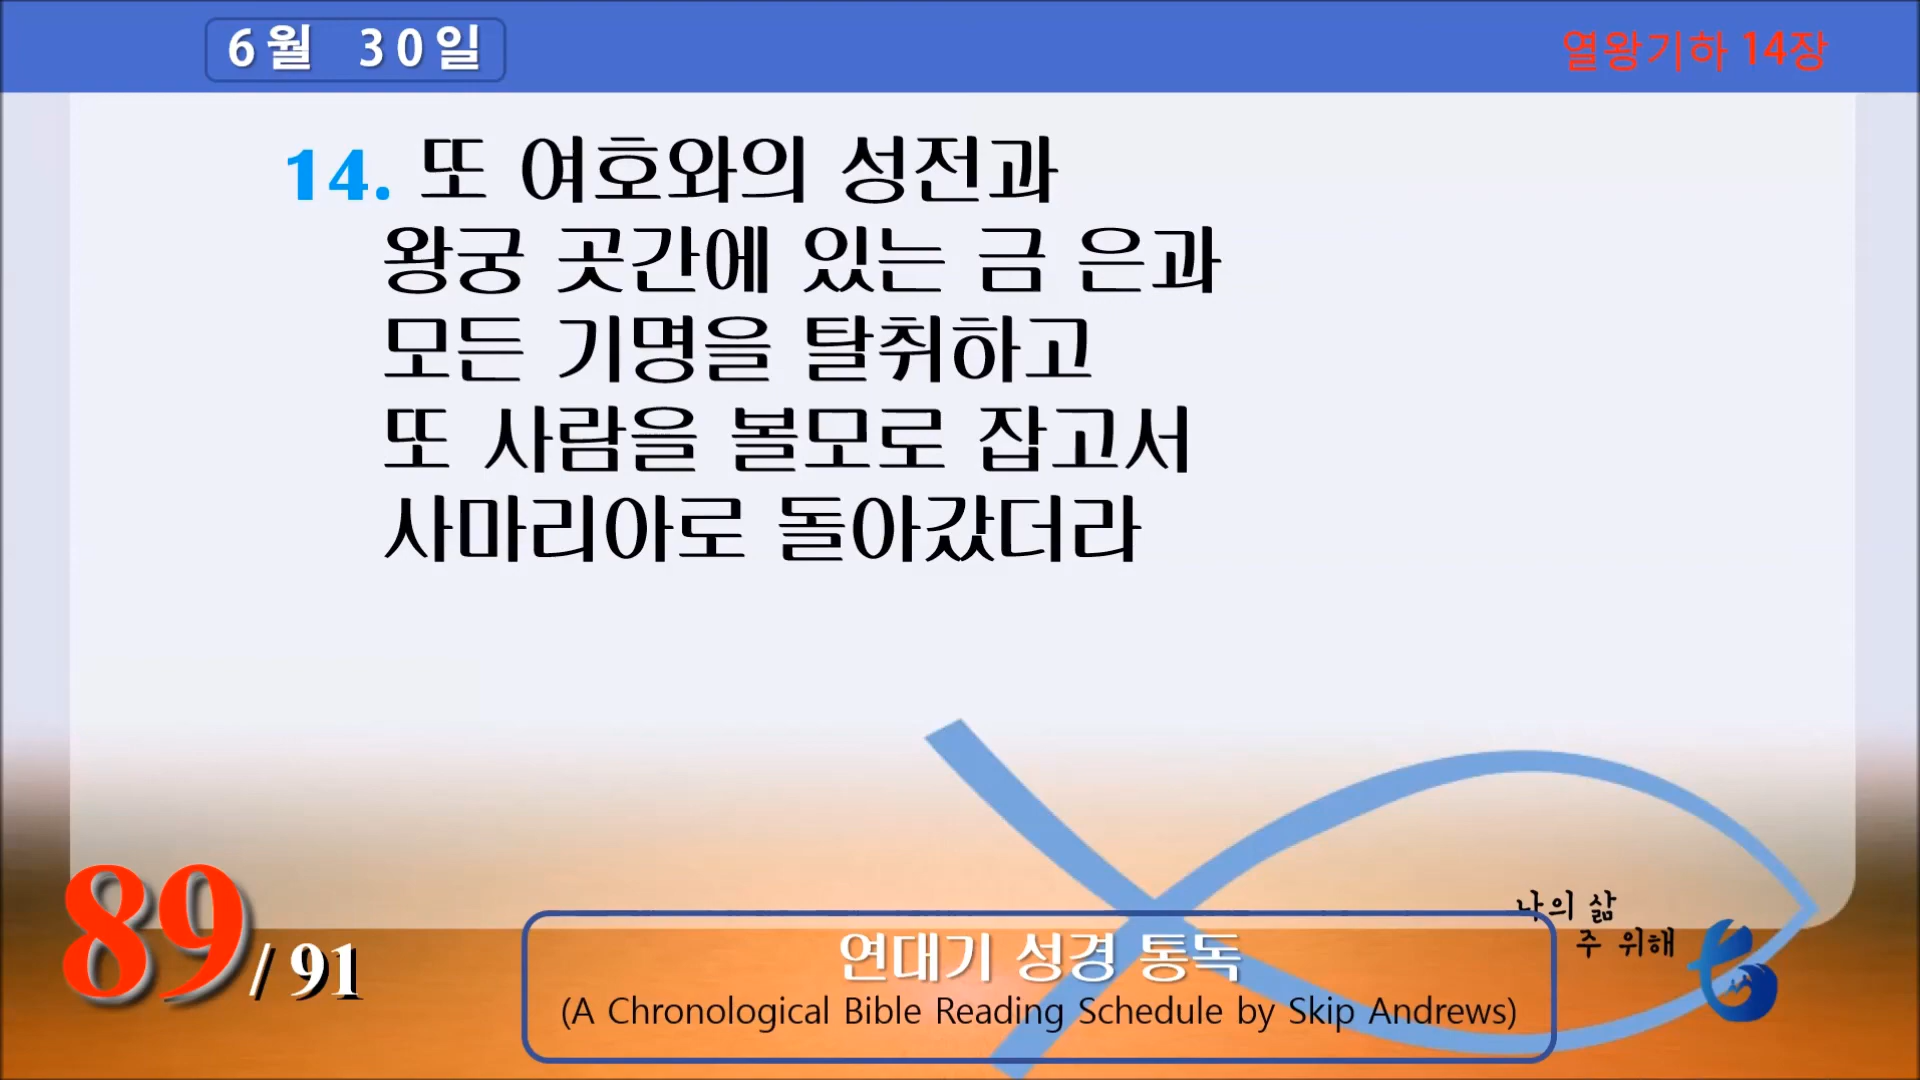 6월 30일
열왕기하 14장
14. 또 여호와의 성전과
왕궁 곳간에 있는 금 은과
모든 기명을 탈취하고
또 사람을 볼모로 잡고서
사마리아로 돌아갔더라
나의 삶
주 위해
89/ 91
연대기 성경 통독
(A Chronological Bible Reading Schedule by Skip Andrews)